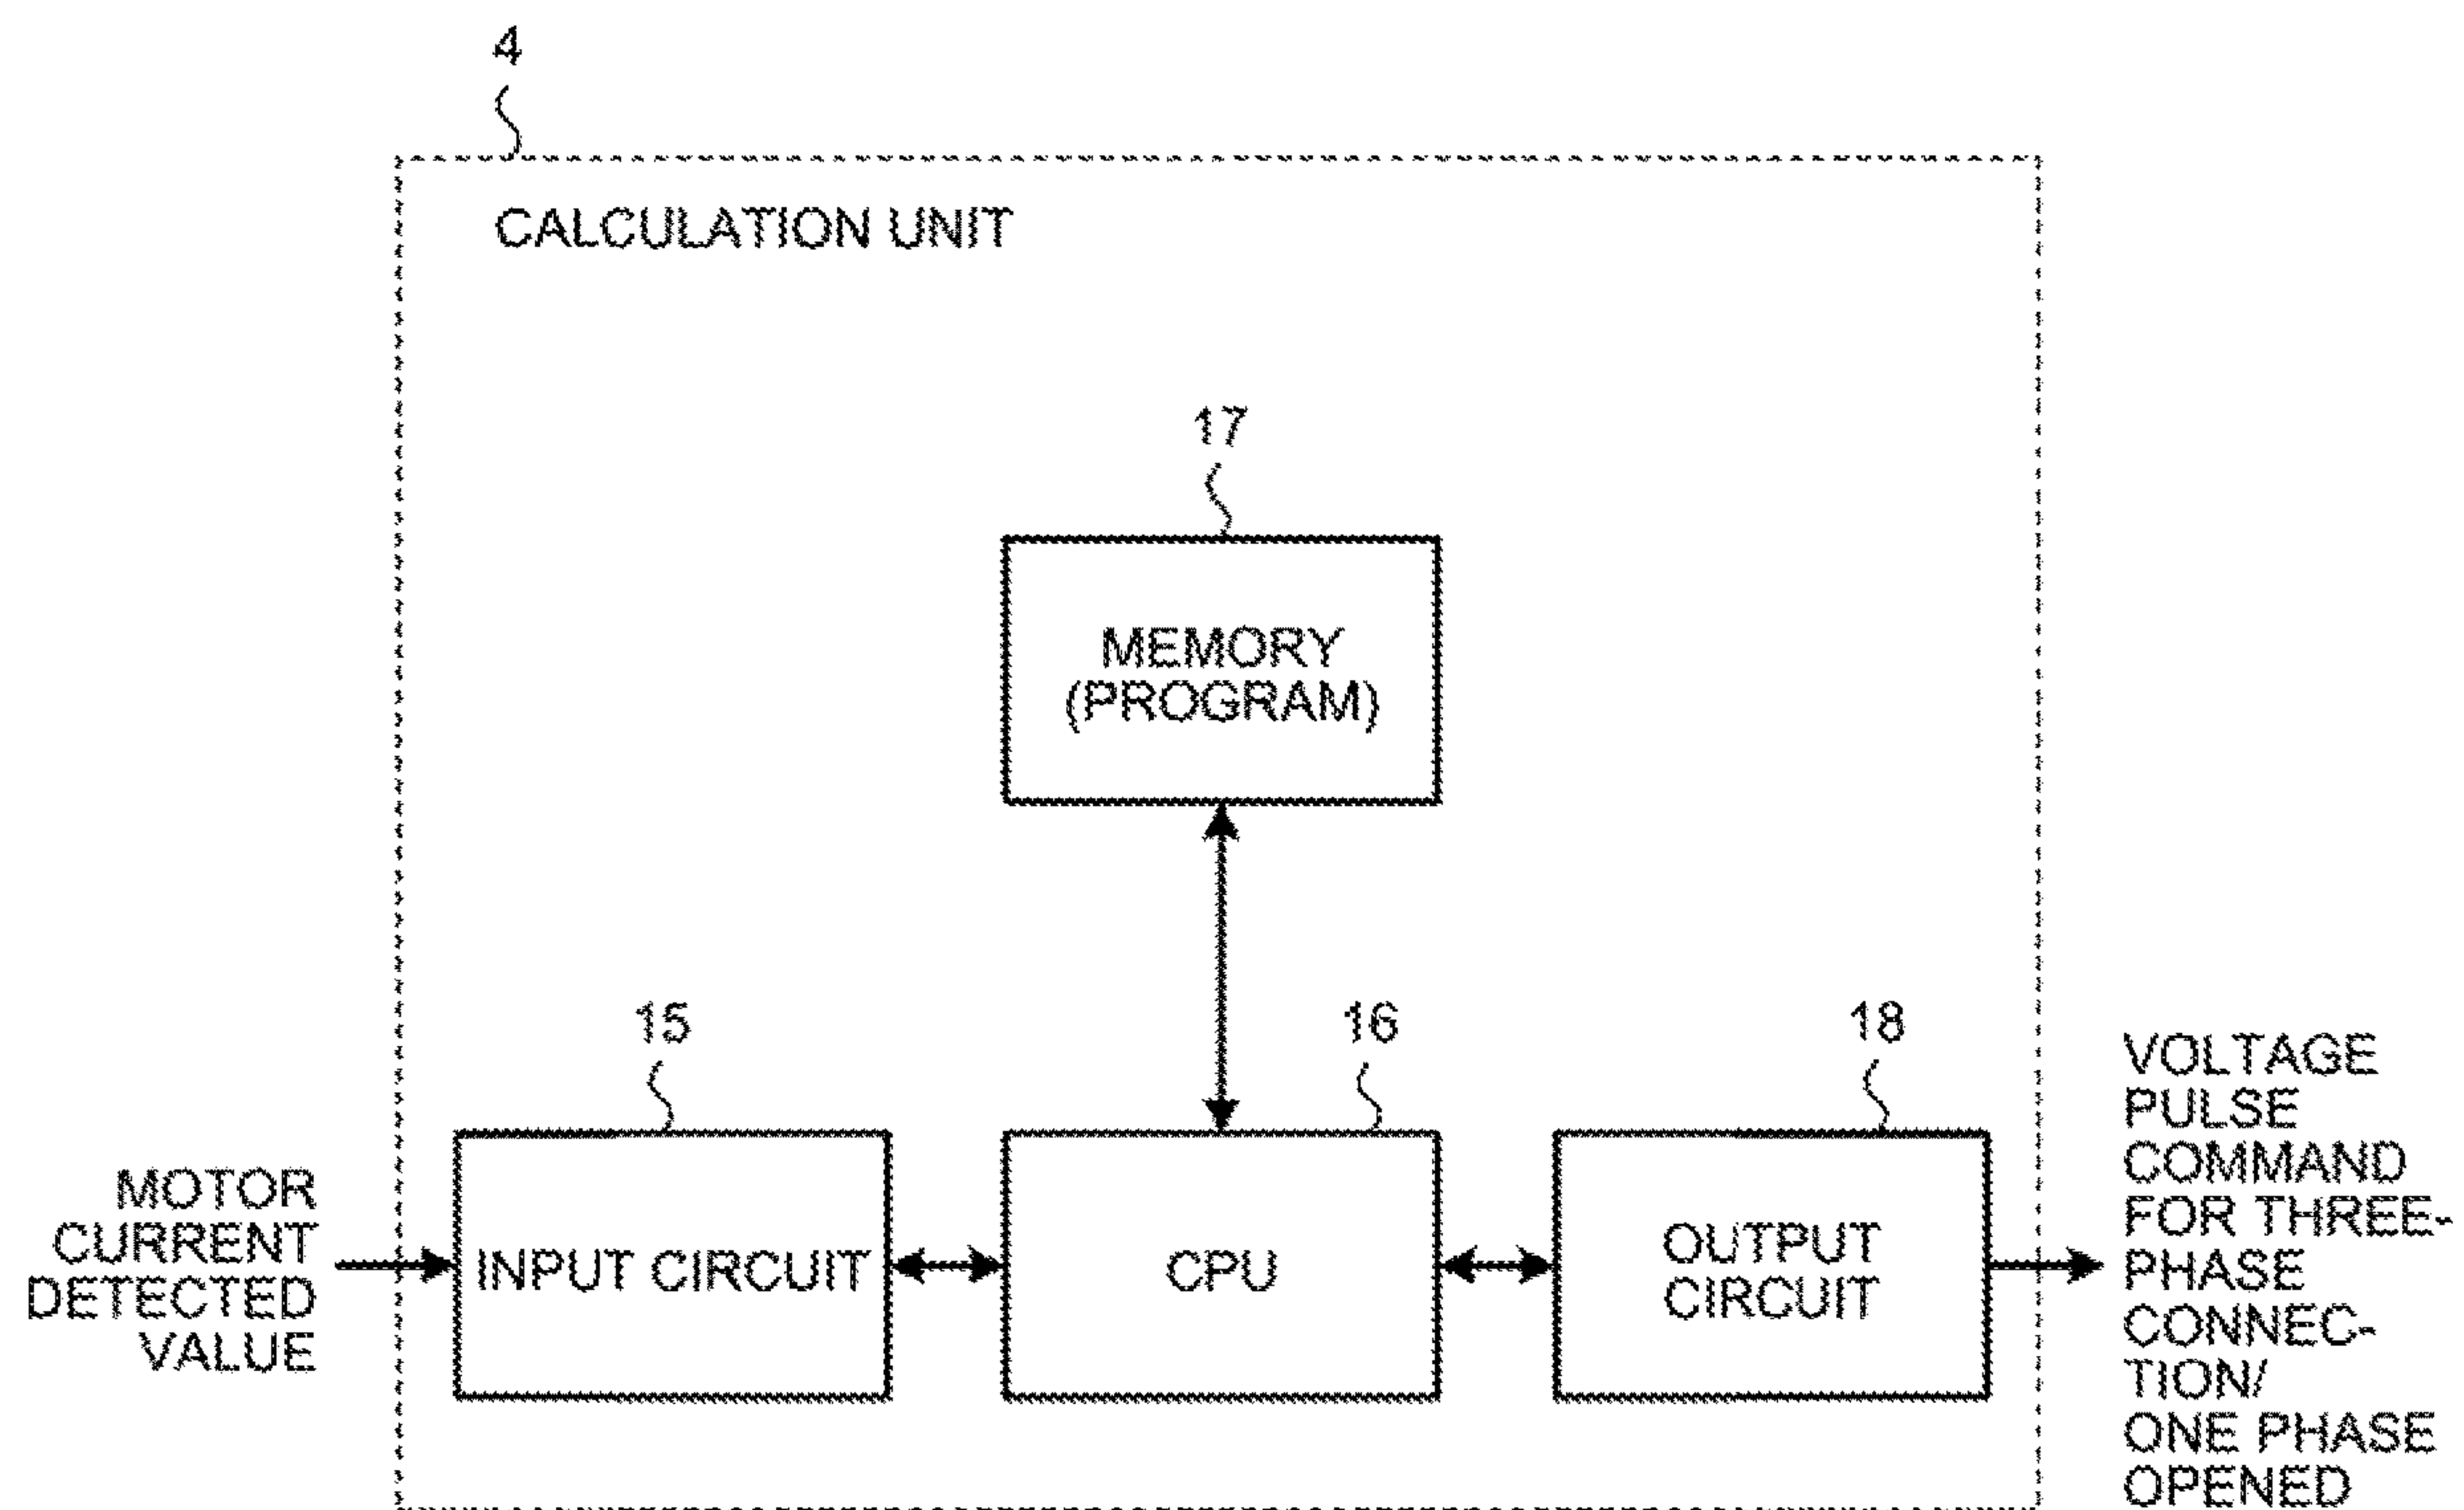 4
CALCULATION UNIT
17
MEMORY
(PROGRAM)
15
16
18
MOTOR
CURRENT
DETECTED
VALUE
INPUT CIRCUIT
CPU
OUTPUT
CIRCUIT
VOLTAGE
PULSE
COMMAND
FOR THREE-
PHASE
CONNEC-
TION/
ONE PHASE
OPENED